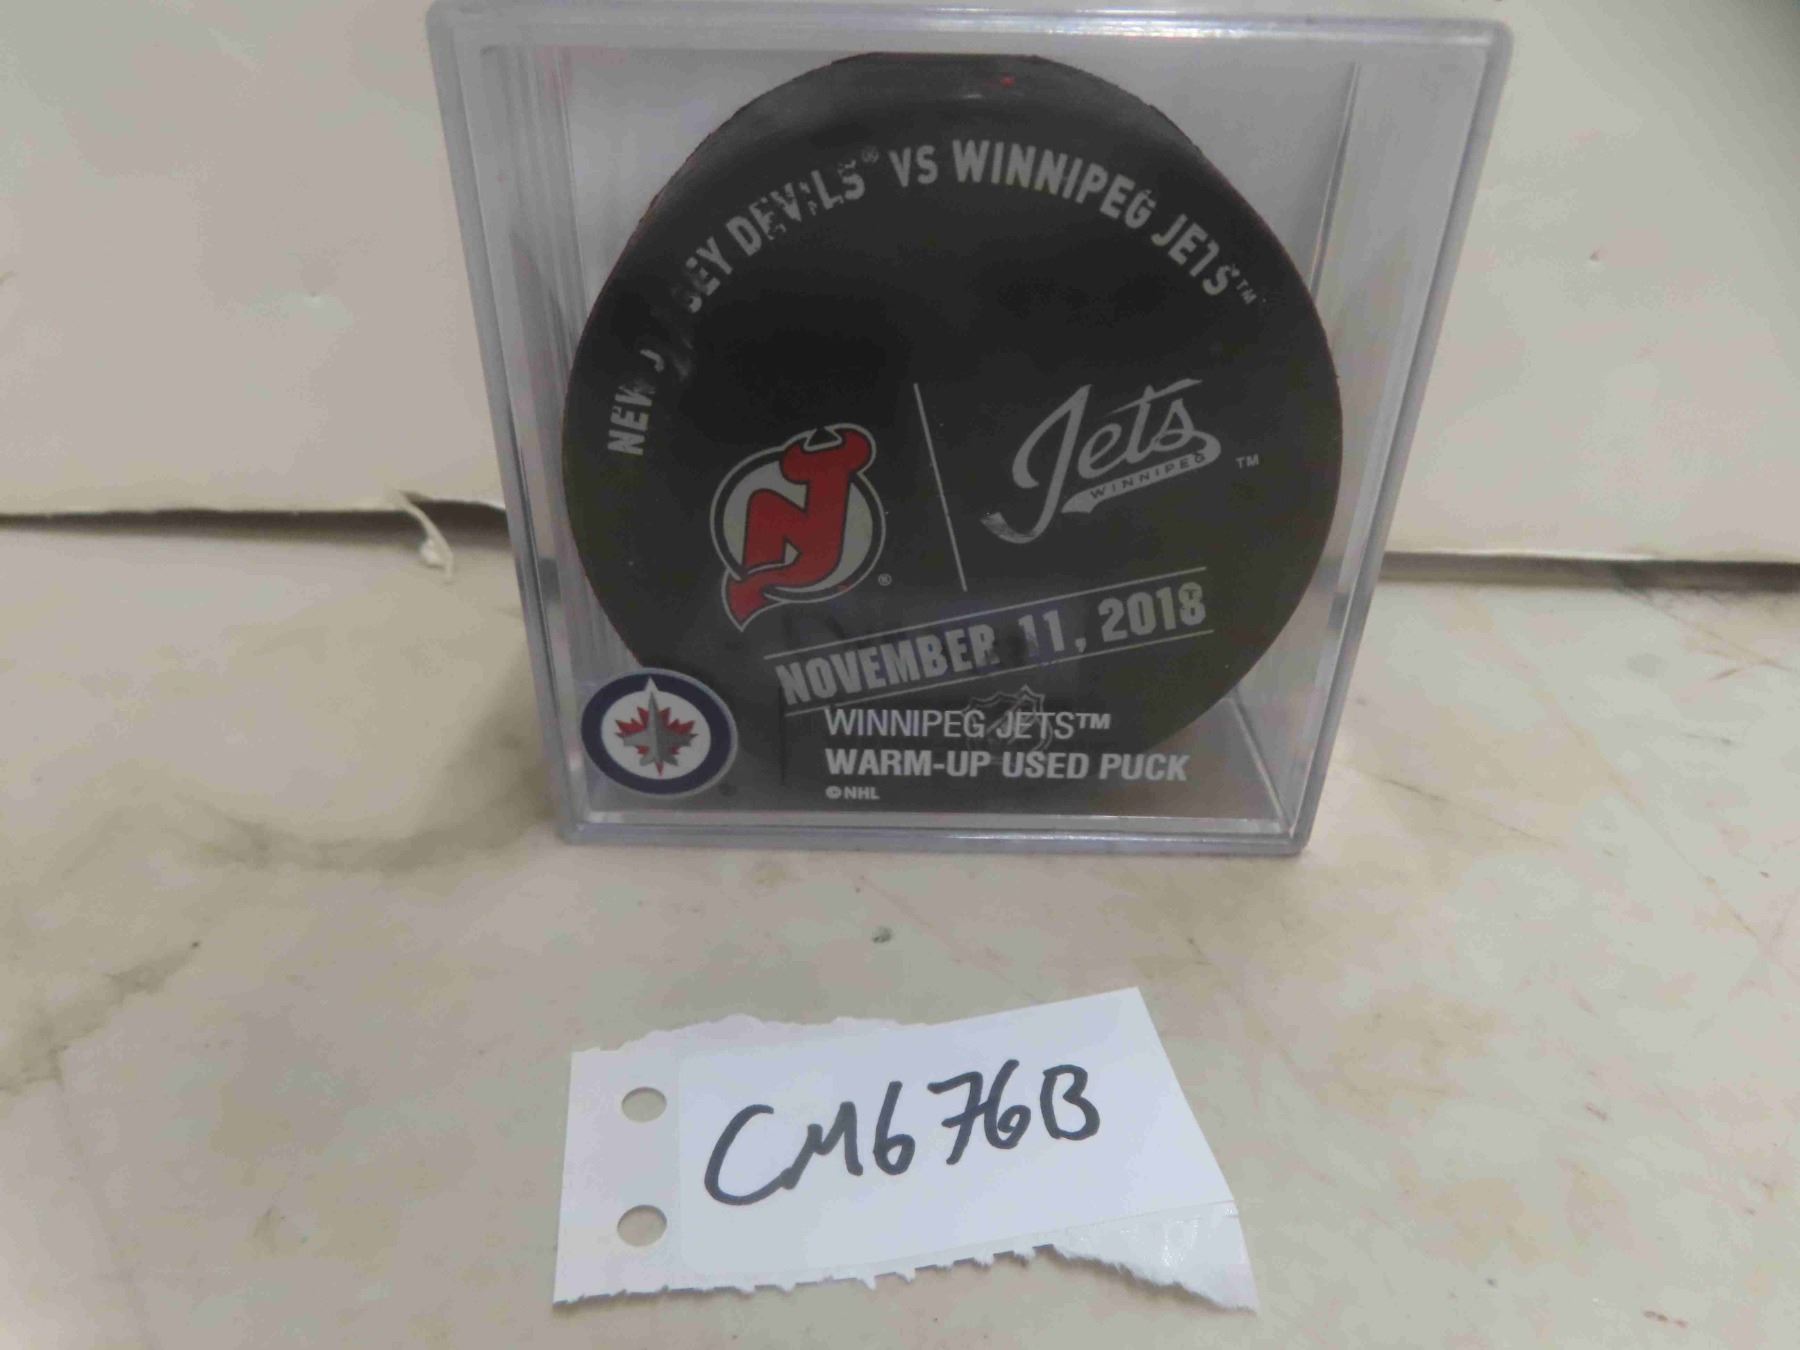 NEW JERSEY DEVILS® VS WINNIPEG JETS™
Jets
WINNIPEG
™
®
NOVEMBER 11, 2018
WINNIPEG JETS™
WARM-UP USED PUCK
©NHL
CM676B